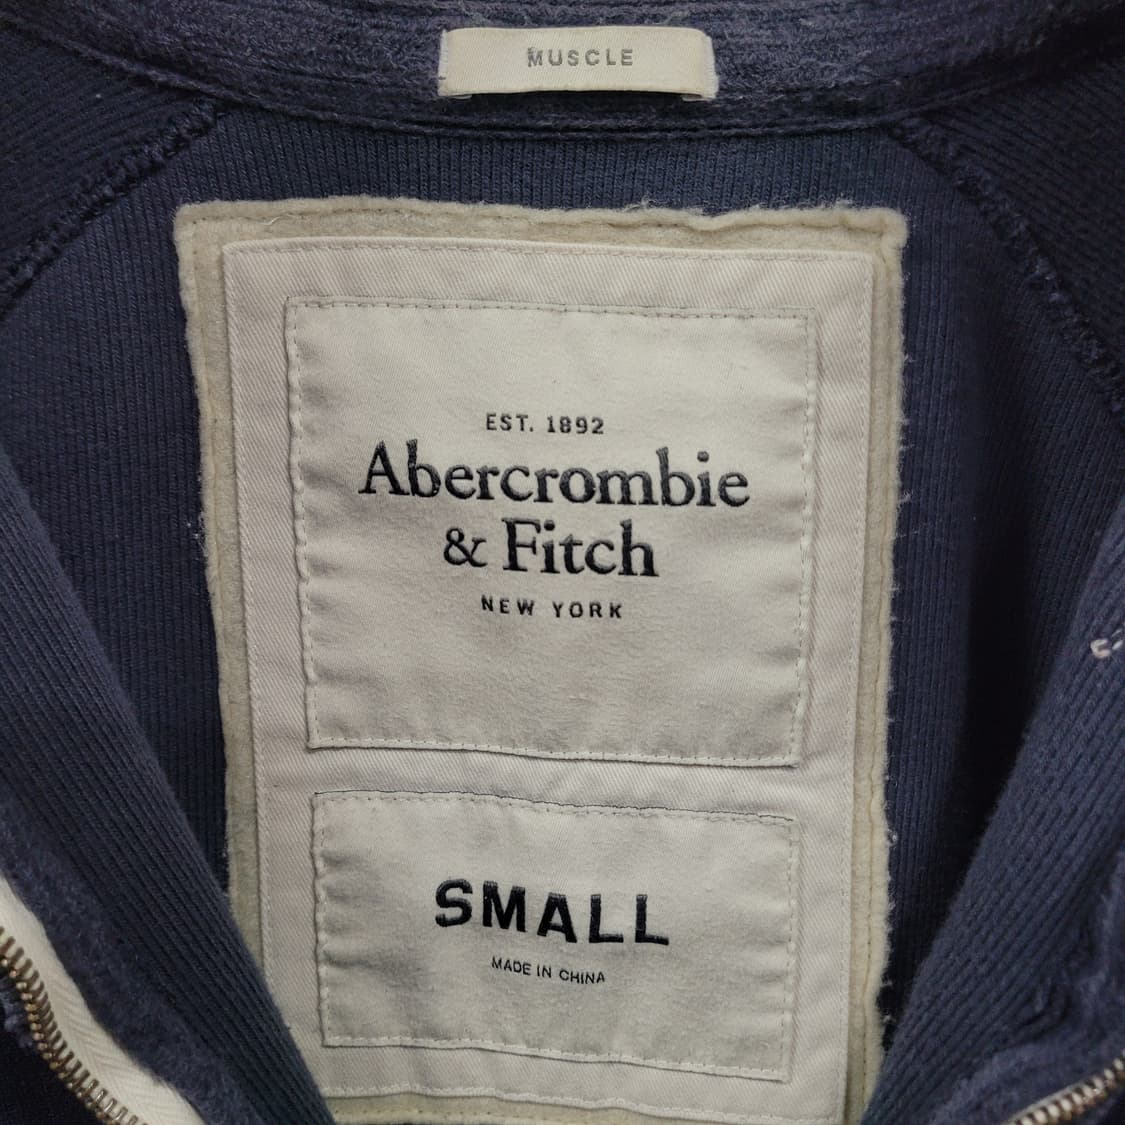 MUSCLE
EST. 1892
Abercrombie
& Fitch
NEW YORK
SMALL
MADE IN CHINA